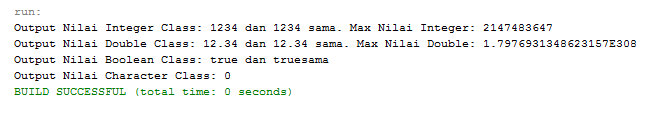 run:
Output Nilai Integer Class: 1234 dan 1234 sama. Max Nilai Integer: 2147483647
Output Nilai Double Class: 12.34 dan 12.34 sama. Max Nilai Double: 1.7976931348623157E308
Output Nilai Boolean Class: true dan truesama
Output Nilai Character Class: 0
BUILD SUCCESSFUL (total time: 0 seconds)